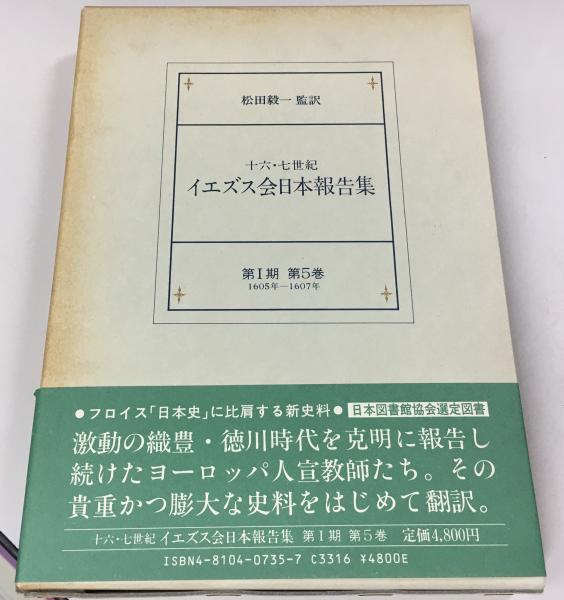 松田毅一 監訳
十六・七世紀
イエズス会日本報告集
第Ⅰ期 第5巻
1605年—1607年
●フロイス「日本史」に比肩する新史料● 日本図書館協会選定図書
激動の織豊・徳川時代を克明に報告し
続けたヨーロッパ人宣教師たち。その
貴重かつ膨大な史料をはじめて翻訳。
十六・七世紀 イエズス会日本報告集 第Ⅰ期 第5巻 定価4,800円
ISBN4-8104-0735-7 C3316 ¥4800E